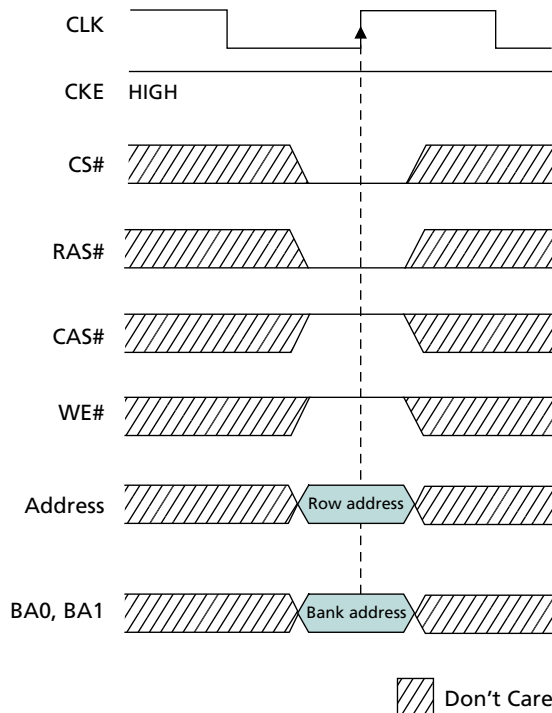 CLK
CKE HIGH
CS#
RAS#
CAS#
WE#
Address Row address
BA0, BA1 Bank address
Don't Care